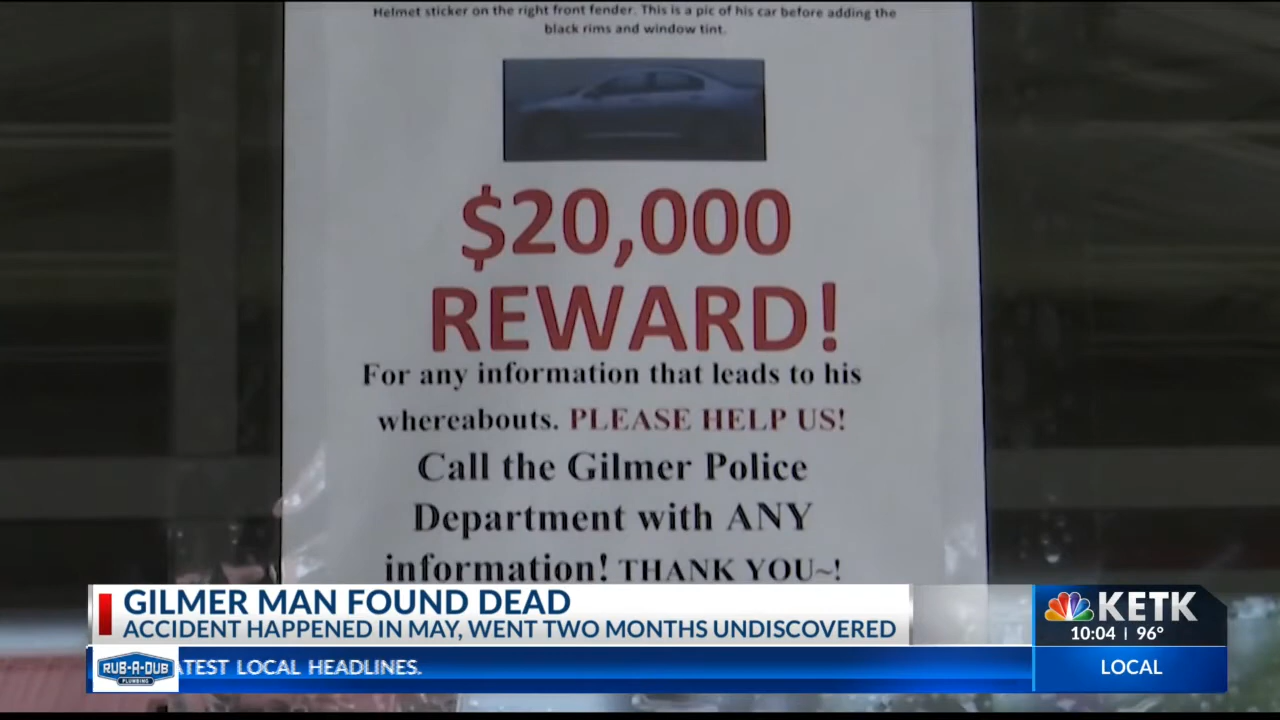 Helmet sticker on the right front fender. This is a pic of his car before adding the
black rims and window tint.
$20,000
REWARD!
For any information that leads to his
whereabouts. PLEASE HELP US!
Call the Gilmer Police
Department with ANY
information! THANK YOU~!
GILMER MAN FOUND DEAD
ACCIDENT HAPPENED IN MAY, WENT TWO MONTHS UNDISCOVERED
KETK
10:04 | 96°
RUB-A-DUB
PLUMBING
ATEST LOCAL HEADLINES.
LOCAL